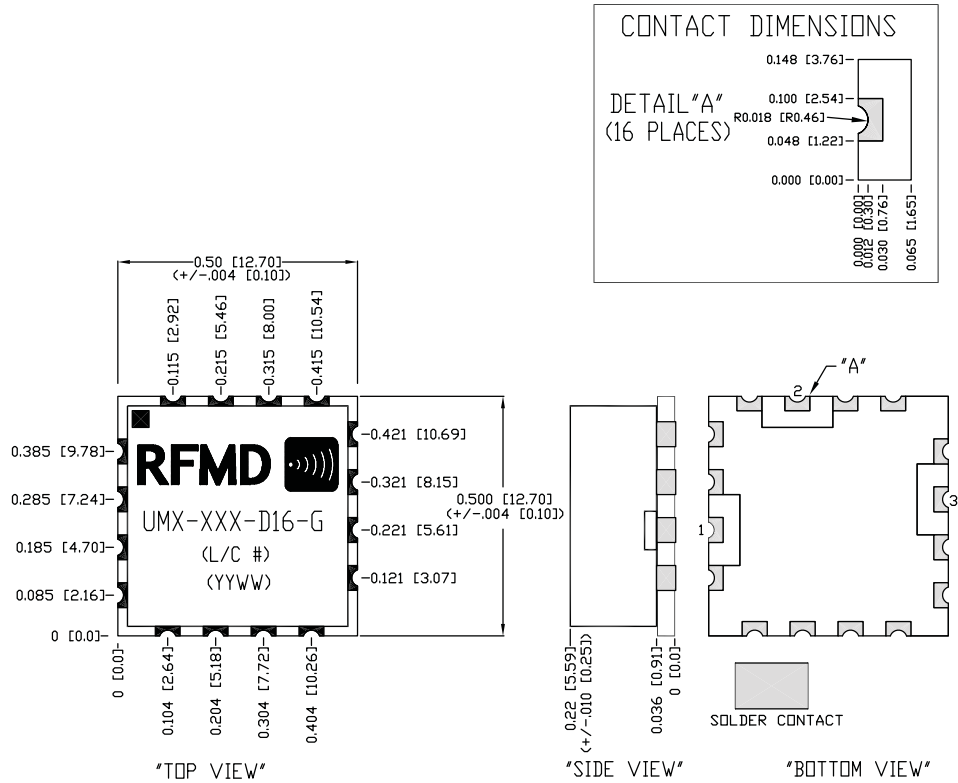 CONTACT DIMENSIONS
0.148 [3.76]
DETAIL"A"
(16 PLACES)
0.100 [2.54]
R0.018 [R0.46]
0.048 [1.22]
0.000 [0.00]
0.000 [0.00]
0.012 [0.30]
0.030 [0.76]
0.065 [1.65]
0.50 [12.70]
(+/-.004 [0.10])
0.115 [2.92]
0.215 [5.46]
0.315 [8.00]
0.415 [10.54]
0.385 [9.78]
0.285 [7.24]
0.185 [4.70]
0.085 [2.16]
0 [0.0]
RFMD
UMX-XXX-D16-G
(L/C #)
(YYWW)
0.421 [10.69]
0.321 [8.15]
0.221 [5.61]
0.121 [3.07]
0.500 [12.70]
(+/-.004 [0.10])
0 [0.0]
0.104 [2.64]
0.204 [5.18]
0.304 [7.72]
0.404 [10.26]
"TOP VIEW"
0.22 [5.59]
(+/-.010 [0.25])
0.036 [0.91]
0 [0.0]
"SIDE VIEW"
"A"
2
1
3
SOLDER CONTACT
"BOTTOM VIEW"